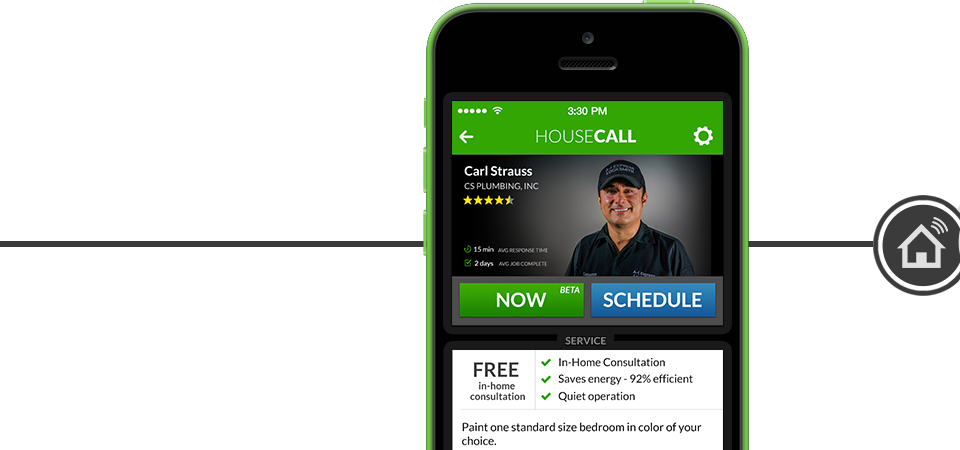 3:30 PM
HOUSECALL
Carl Strauss
CS PLUMBING, INC
15 min AVG RESPONSE TIME
2 days AVG JOB COMPLETE
NOW BETA
SCHEDULE
SERVICE
FREE
in-home
consultation
In-Home Consultation
Saves energy - 92% efficient
Quiet operation
Paint one standard size bedroom in color of your
choice.